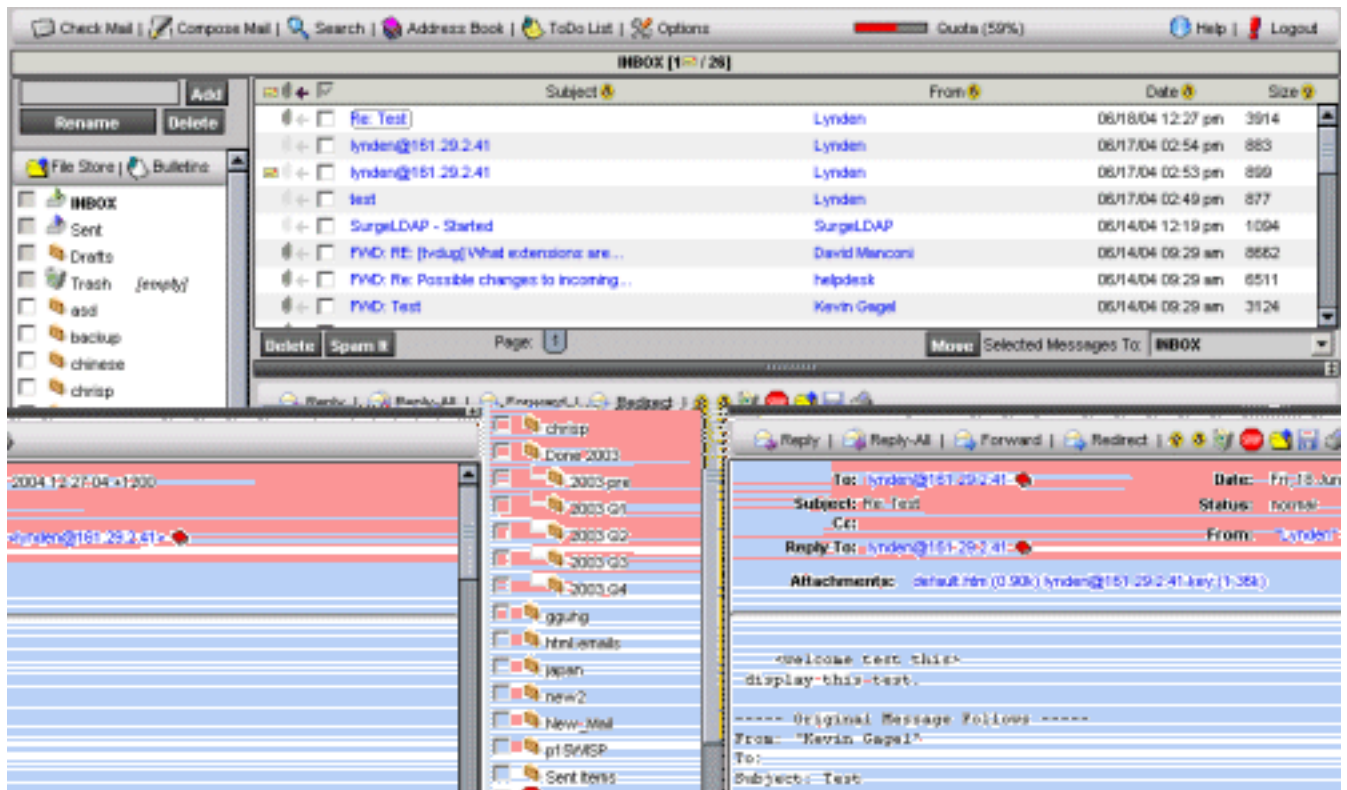 Check Mail | Compose Mail | Search | Address Book | ToDo List | Options Quota (59%) Help | Logout
INBOX [1 / 26]
Add
Rename Delete
File Store | Bulletins
INBOX
Sent
Drafts
Trash [empty]
asd
backup
chinese
chrisp
Subject From Date Size
Re: Test Lynden 06/18/04 12:27 pm 3914
lynden@161.29.2.41 Lynden 06/17/04 02:54 pm 883
lynden@161.29.2.41 Lynden 06/17/04 02:53 pm 899
test Lynden 06/17/04 02:49 pm 877
SurgeLDAP - Started SurgeLDAP 06/14/04 12:19 pm 1094
FWD: RE: [tvdug] What extensions are... David Manconi 06/14/04 09:29 am 8662
FWD: Re: Possible changes to incoming... helpdesk 06/14/04 09:29 am 6511
FWD: Test Kevin Gagel 06/14/04 09:29 am 3124
Delete Spam It Page: 1 Move Selected Messages To: INBOX
Reply | Reply-All | Forward | Redirect |
2004 12:27:04 +1200
lynden@161.29.2.41>
chrisp
Done 2003
2003 pre
2003 Q1
2003 Q2
2003 Q3
2003 Q4
gguhg
html emails
japan
new2
New_Mail
p1 SWISP
Sent Items
Reply | Reply-All | Forward | Redirect |
To: lynden@161.29.2.41 Date: Fri, 18 Jun
Subject: Re: Test Status: normal
Cc: From: "Lynden"
Reply To: lynden@161.29.2.41
Attachments: default.htm (0.90k) lynden@161.29.2.41.key (1.36k)
<welcome test this>
display this test.
----- Original Message Follows -----
From: "Kevin Gagel"
To:
Subject: Test